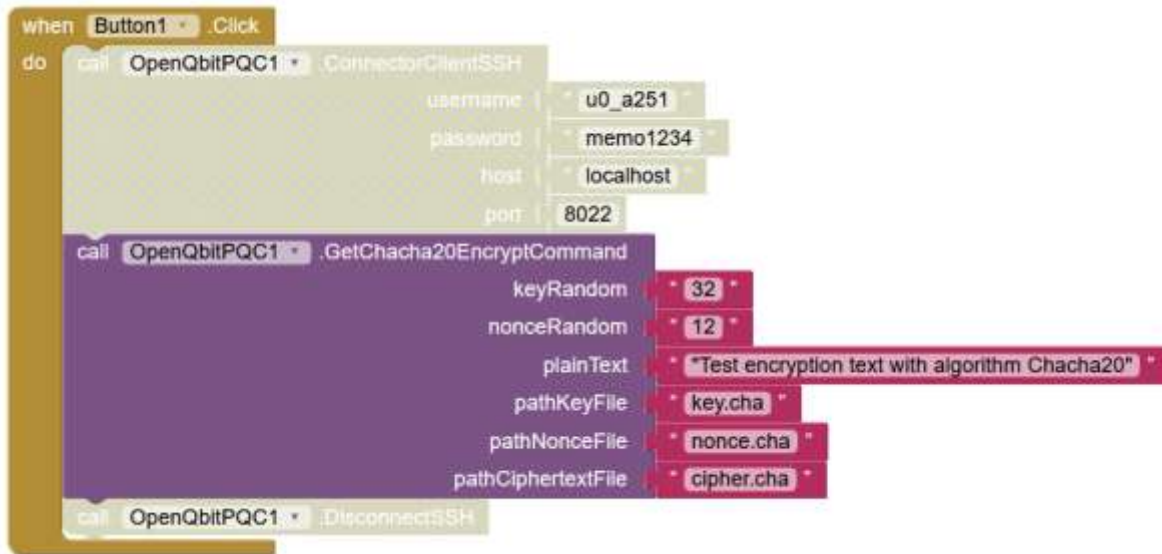 when Button1 .Click
do call OpenQbitPQC1 .ConnectorClientSSH
username " u0_a251 "
password " memo1234 "
host " localhost "
port 8022
call OpenQbitPQC1 .GetChacha20EncryptCommand
keyRandom " 32 "
nonceRandom " 12 "
plainText " "Test encryption text with algorithm Chacha20" "
pathKeyFile " key.cha "
pathNonceFile " nonce.cha "
pathCiphertextFile " cipher.cha "
call OpenQbitPQC1 .DisconnectSSH